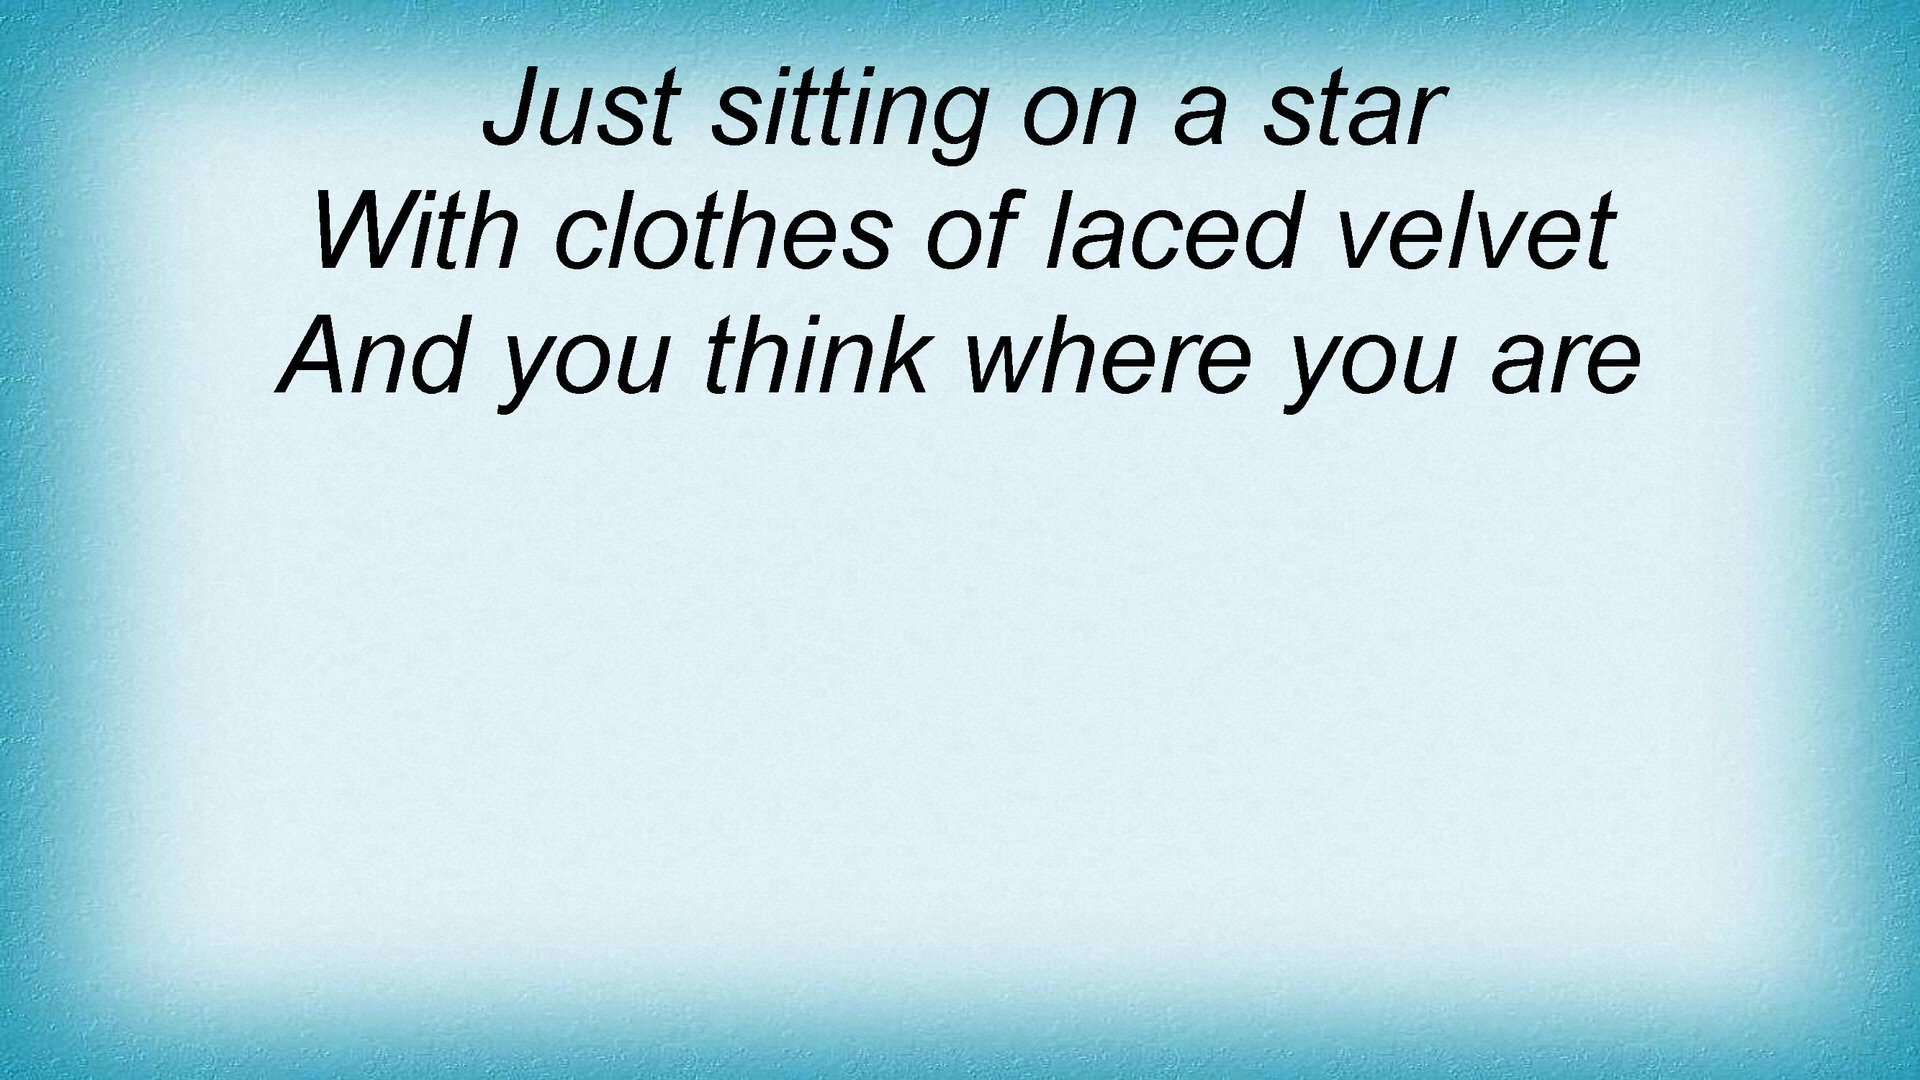 Just sitting on a star
With clothes of laced velvet
And you think where you are